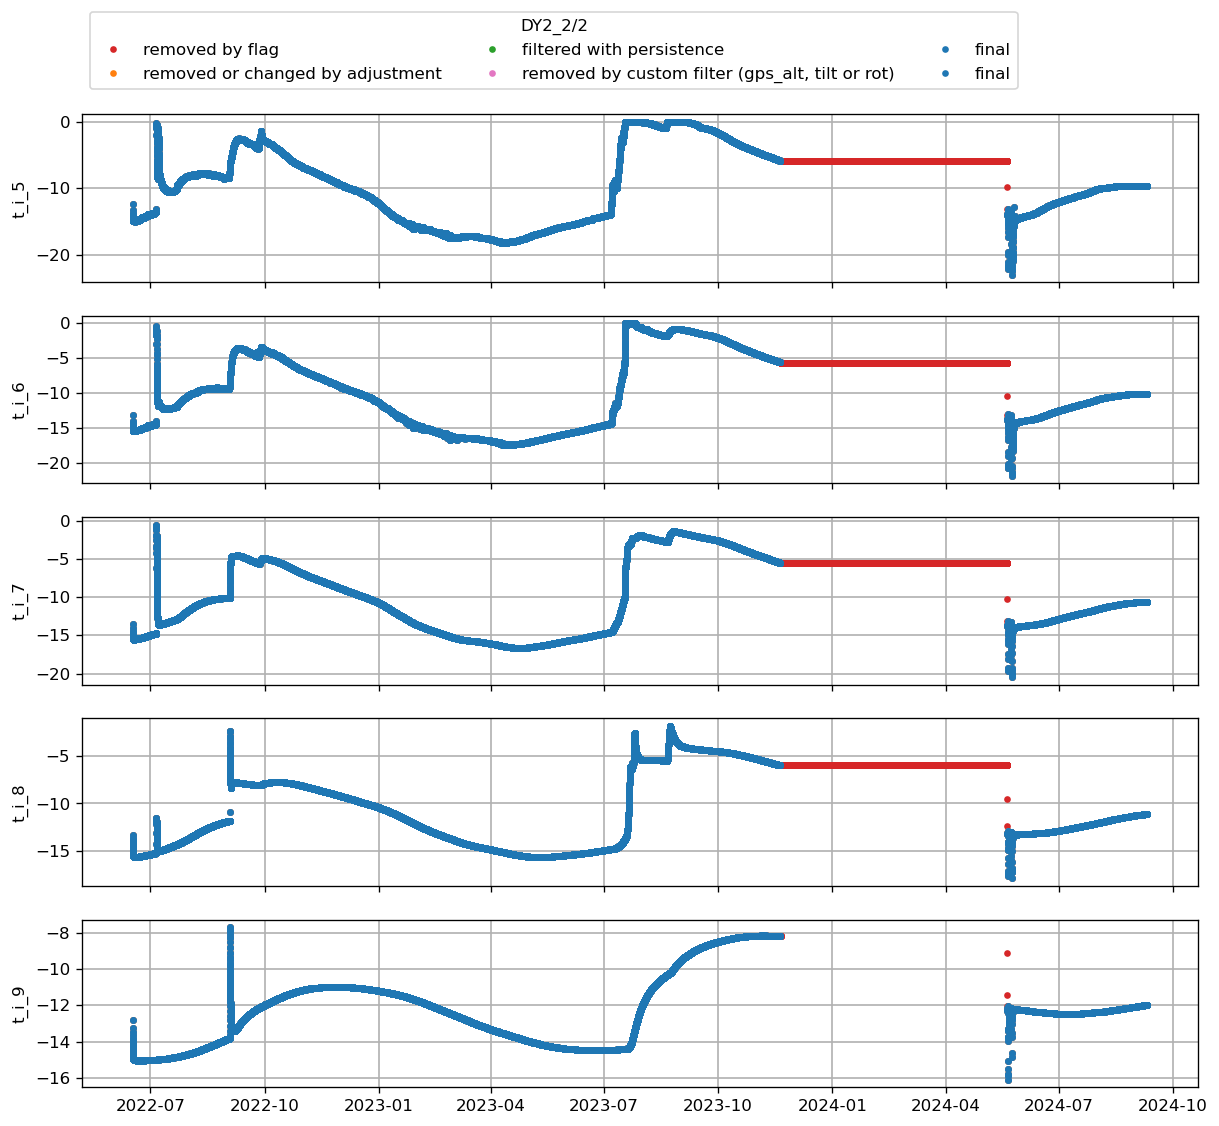 DY2_2/2
removed by flag
filtered with persistence
final
removed or changed by adjustment
removed by custom filter (gps_alt, tilt or rot)
final
t_i_5
0
−10
−20
t_i_6
0
−5
−10
−15
−20
t_i_7
0
−5
−10
−15
−20
t_i_8
−5
−10
−15
t_i_9
−8
−10
−12
−14
−16
2022-07 2022-10 2023-01 2023-04 2023-07 2023-10 2024-01 2024-04 2024-07 2024-10